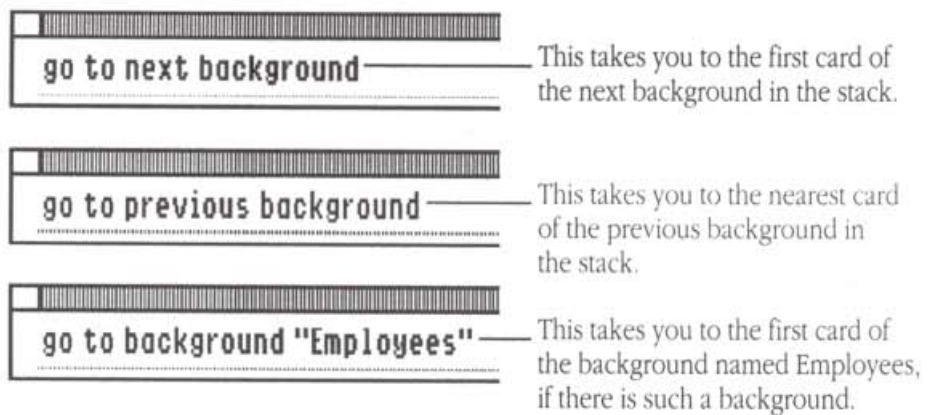 go to next background
This takes you to the first card of
the next background in the stack.
go to previous background
This takes you to the nearest card
of the previous background in
the stack.
go to background "Employees"
This takes you to the first card of
the background named Employees,
if there is such a background.